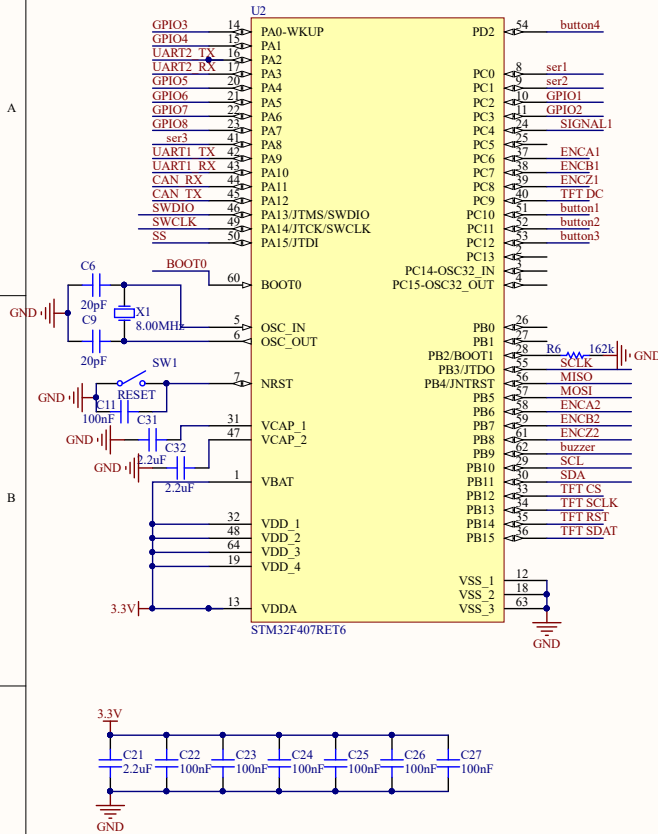 U2
GPIO3 14 PA0-WKUP PD2 54 button4
GPIO4 15 PA1
UART2_TX 16 PA2
UART2_RX 17 PA3 PC0 8 ser1
GPIO5 20 PA4 PC1 9 ser2
GPIO6 21 PA5 PC2 10 GPIO1
GPIO7 22 PA6 PC3 11 GPIO2
GPIO8 23 PA7 PC4 24 SIGNAL1
ser3 41 PA8 PC5 25
UART1_TX 42 PA9 PC6 37 ENCA1
UART1_RX 43 PA10 PC7 38 ENCB1
CAN_RX 44 PA11 PC8 39 ENCZ1
CAN_TX 45 PA12 PC9 40 TFT DC
SWDIO 46 PA13/JTMS/SWDIO PC10 51 button1
SWCLK 49 PA14/JTCK/SWCLK PC11 52 button2
SS 50 PA15/JTDI PC12 53 button3
PC13 2
BOOT0 PC14-OSC32_IN 3
60 BOOT0 PC15-OSC32_OUT 4
A
C6
20pF
GND
X1
8.00MHz
C9
20pF
5 OSC_IN PB0 26
6 OSC_OUT PB1 27
PB2/BOOT1 28 R6 162k GND
PB3/JTDO 55 SCLK
SW1
RESET
7 NRST PB4/JNTRST 56 MISO
GND
C11
100nF
PB5 57 MOSI
PB6 58 ENCA2
C31
2.2uF
GND
31 VCAP_1 PB7 59 ENCB2
47 VCAP_2 PB8 61 ENCZ2
C32
2.2uF
GND
PB9 62 buzzer
PB10 29 SCL
1 VBAT PB11 30 SDA
PB12 33 TFT CS
B
PB13 34 TFT SCLK
32 VDD_1 PB14 35 TFT RST
48 VDD_2 PB15 36 TFT SDAT
64 VDD_3
19 VDD_4
VSS_1 12
VSS_2 18
3.3V 13 VDDA VSS_3 63
STM32F407RET6
GND
3.3V
C21 C22 C23 C24 C25 C26 C27
2.2uF 100nF 100nF 100nF 100nF 100nF 100nF
GND